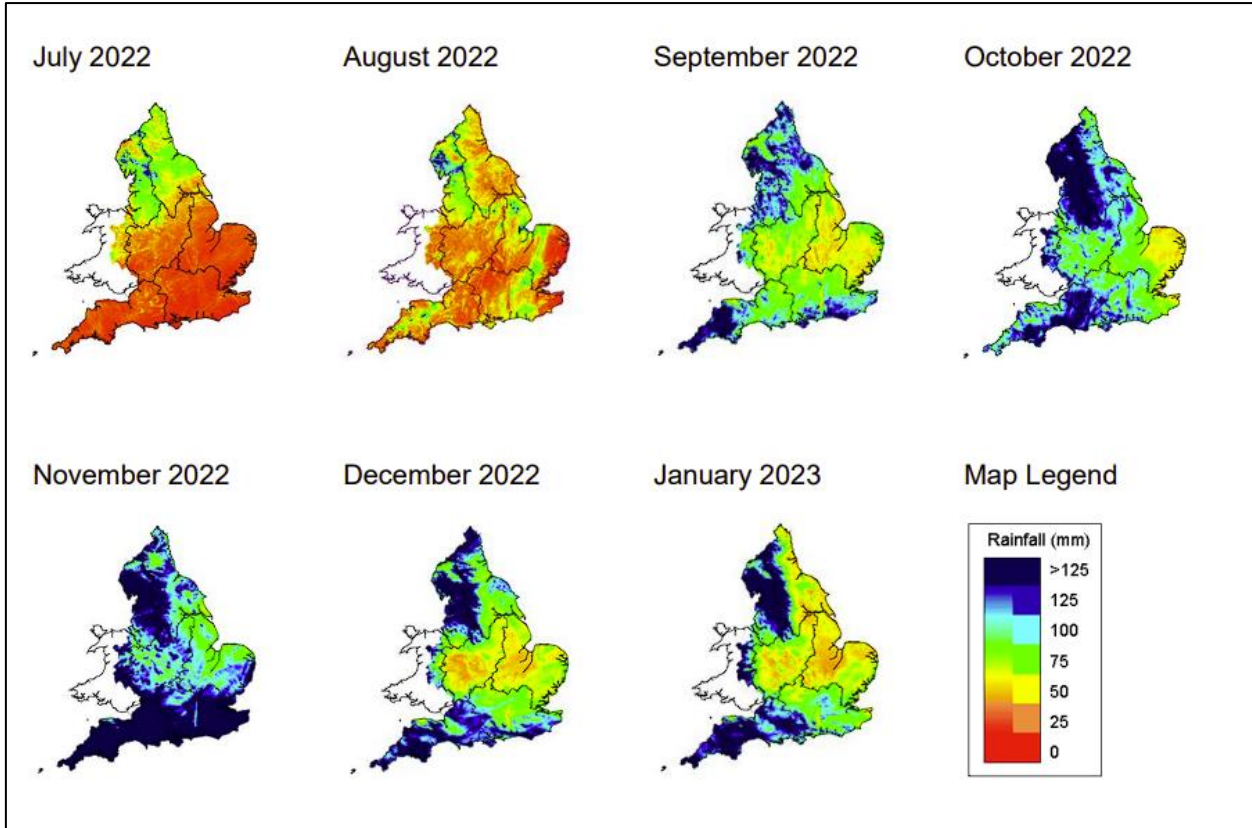 July 2022
August 2022
September 2022
October 2022
November 2022
December 2022
January 2023
Map Legend
Rainfall (mm)
>125
125
100
75
50
25
0